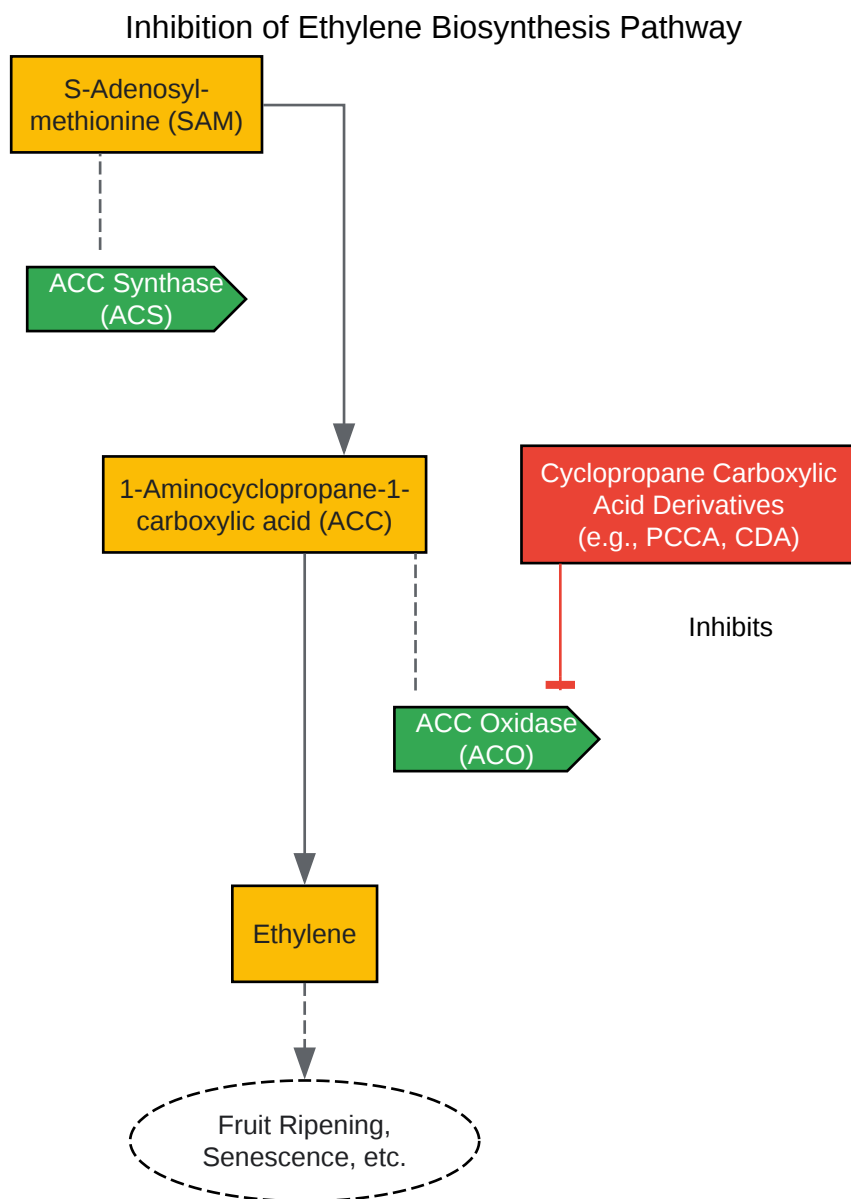 Inhibition of Ethylene Biosynthesis Pathway
S-Adenosyl-
methionine (SAM)
ACC Synthase
(ACS)
1-Aminocyclopropane-1-
carboxylic acid (ACC)
Cyclopropane Carboxylic
Acid Derivatives
(e.g., PCCA, CDA)
Inhibits
ACC Oxidase
(ACO)
Ethylene
Fruit Ripening,
Senescence, etc.